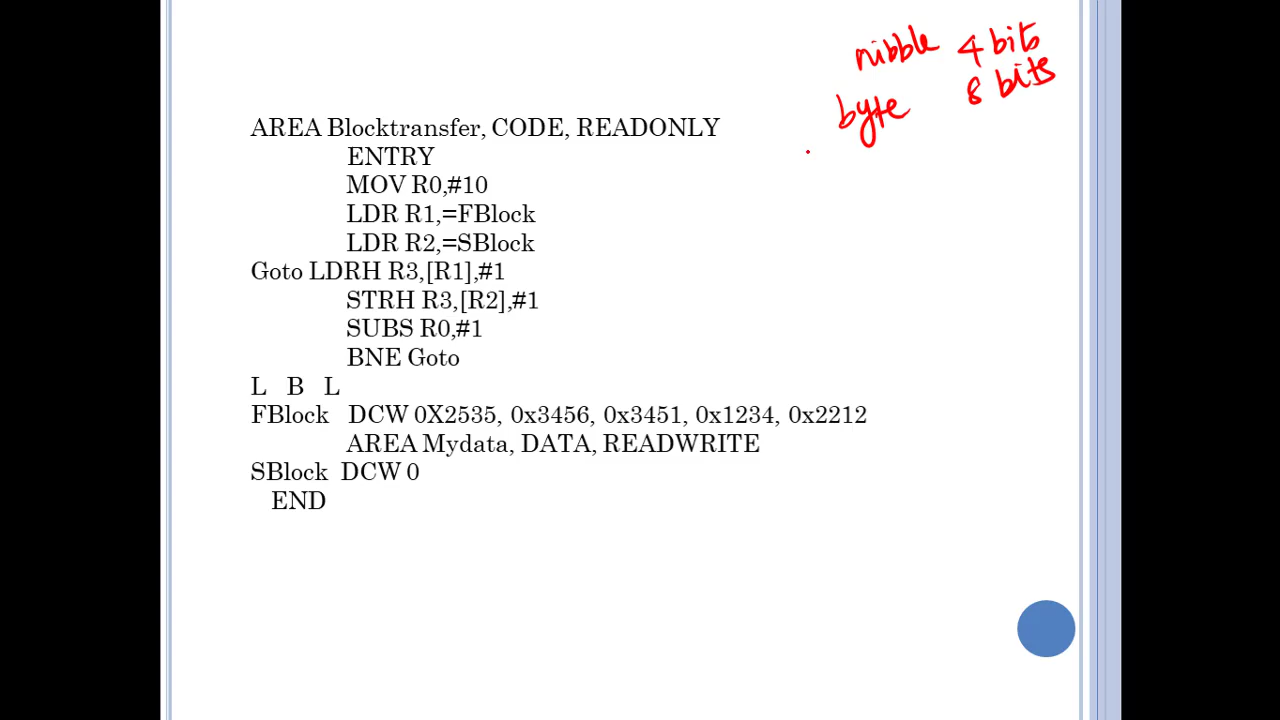 nibble 4 bits
byte 8 bits
AREA Blocktransfer, CODE, READONLY
ENTRY
MOV R0,#10
LDR R1,=FBlock
LDR R2,=SBlock
Goto LDRH R3,[R1],#1
STRH R3,[R2],#1
SUBS R0,#1
BNE Goto
L B L
FBlock DCW 0X2535, 0x3456, 0x3451, 0x1234, 0x2212
AREA Mydata, DATA, READWRITE
SBlock DCW 0
END